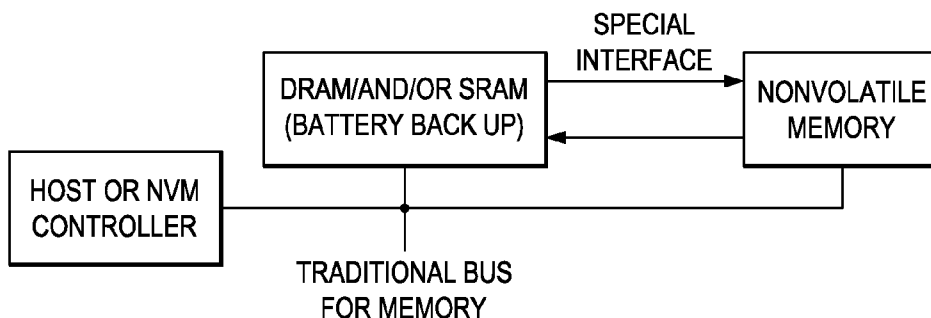 SPECIAL
INTERFACE
DRAM/AND/OR SRAM
(BATTERY BACK UP)
NONVOLATILE
MEMORY
HOST OR NVM
CONTROLLER
TRADITIONAL BUS
FOR MEMORY